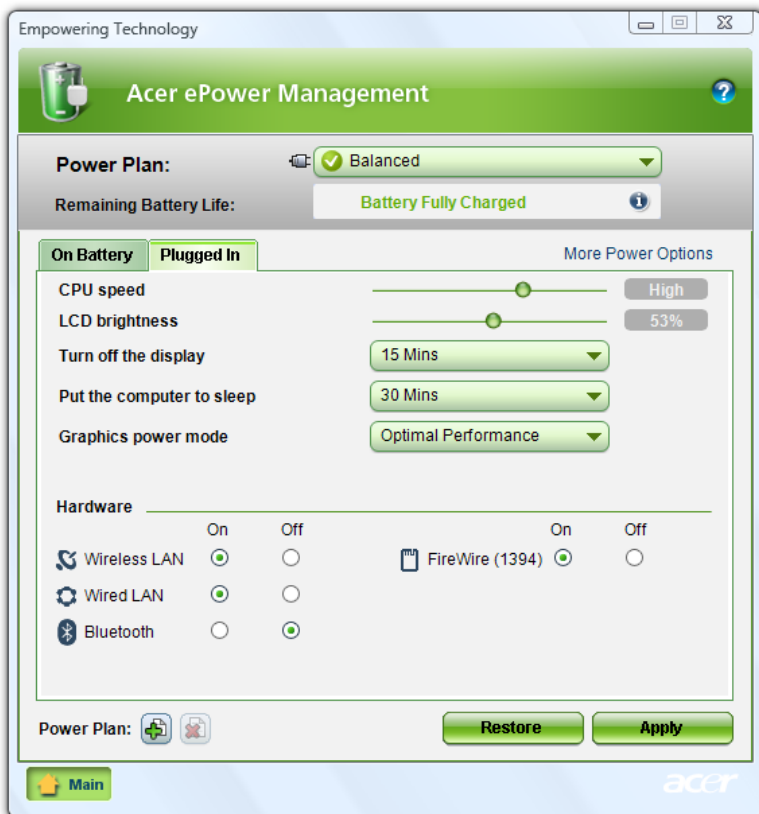 Empowering Technology
Acer ePower Management
Power Plan: Balanced
Remaining Battery Life: Battery Fully Charged
On Battery Plugged In More Power Options
CPU speed High
LCD brightness 53%
Turn off the display 15 Mins
Put the computer to sleep 30 Mins
Graphics power mode Optimal Performance
Hardware
On Off On Off
Wireless LAN FireWire (1394)
Wired LAN
Bluetooth
Power Plan: Restore Apply
Main acer